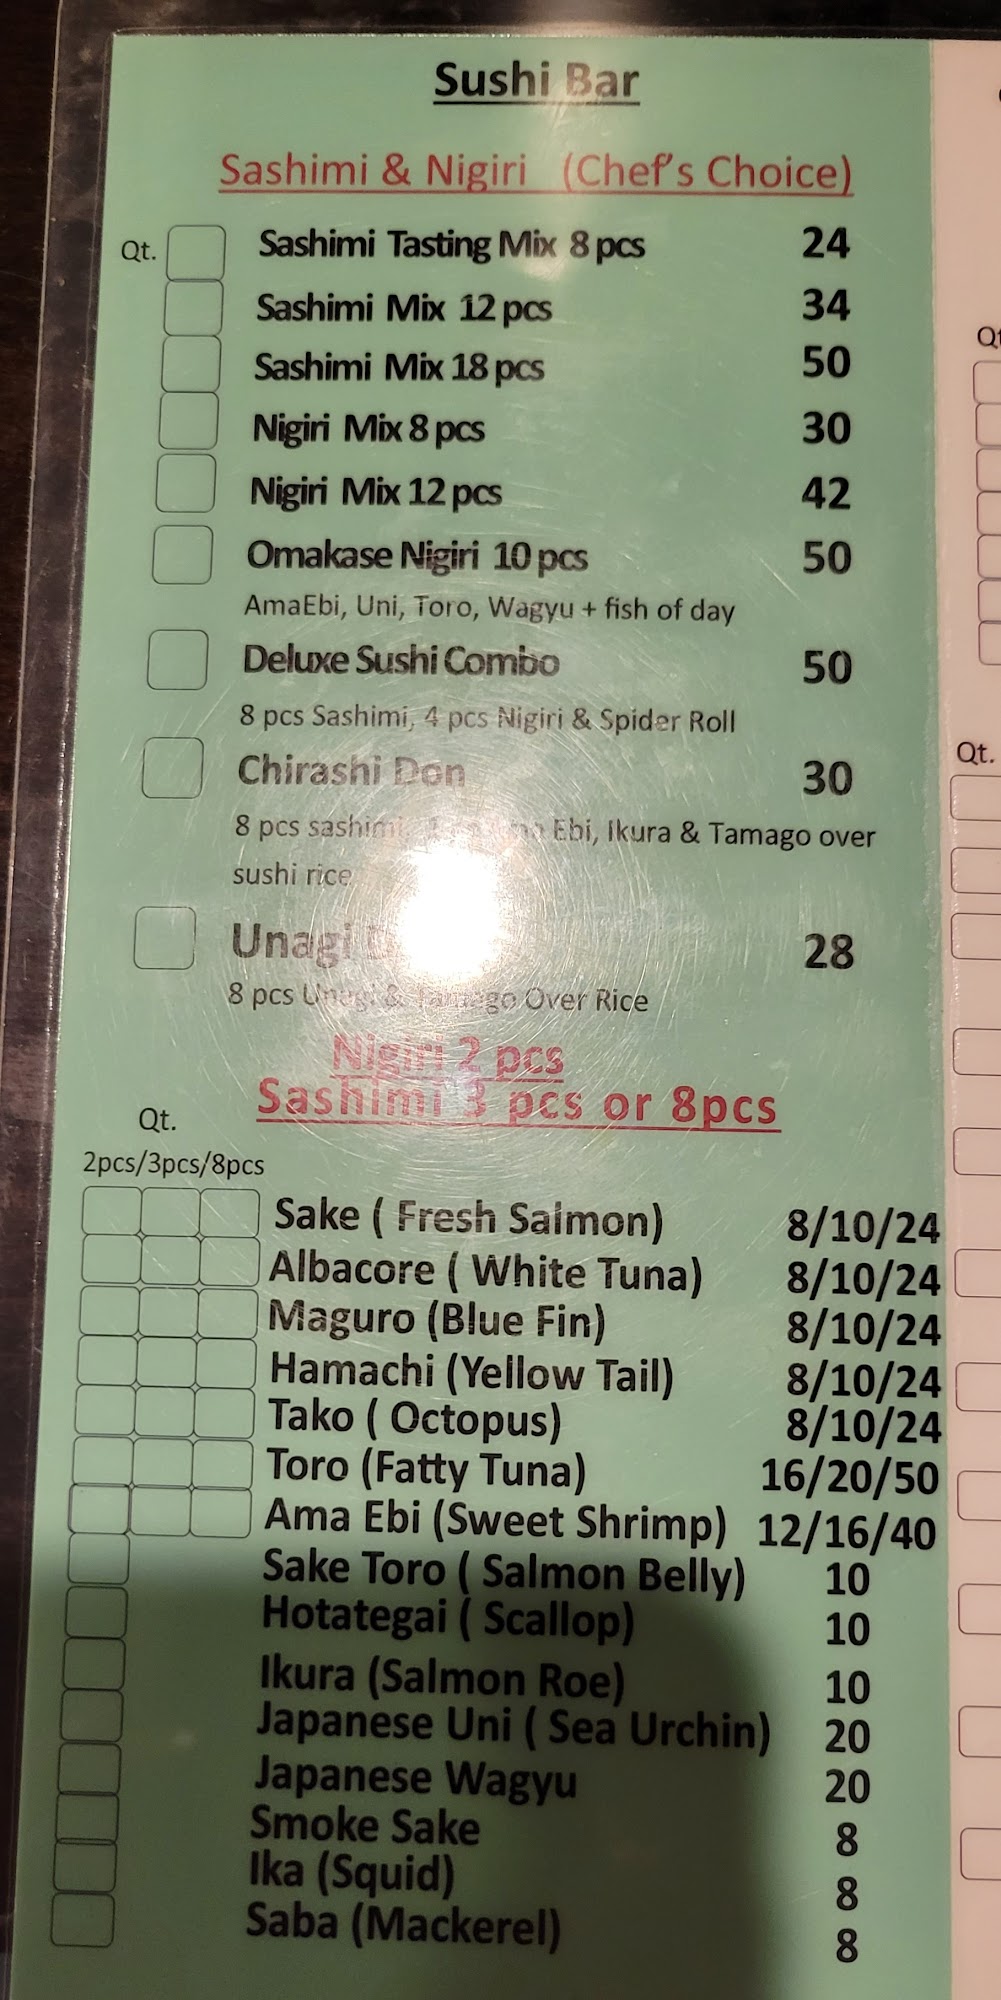 Sushi Bar
Sashimi & Nigiri (Chef's Choice)
Qt. Sashimi Tasting Mix 8 pcs 24
Sashimi Mix 12 pcs 34
Sashimi Mix 18 pcs 50
Nigiri Mix 8 pcs 30
Nigiri Mix 12 pcs 42
Omakase Nigiri 10 pcs 50
AmaEbi, Uni, Toro, Wagyu + fish of day
Deluxe Sushi Combo 50
8 pcs Sashimi, 4 pcs Nigiri & Spider Roll
Chirashi Don 30
8 pcs sashimi, Ebi, Ikura & Tamago over
sushi rice
Unagi 28
8 pcs Unagi & Tamago Over Rice
Nigiri 2 pcs
Sashimi 3 pcs or 8pcs
Qt.
2pcs/3pcs/8pcs
Sake ( Fresh Salmon) 8/10/24
Albacore ( White Tuna) 8/10/24
Maguro (Blue Fin) 8/10/24
Hamachi (Yellow Tail) 8/10/24
Tako ( Octopus) 8/10/24
Toro (Fatty Tuna) 16/20/50
Ama Ebi (Sweet Shrimp) 12/16/40
Sake Toro ( Salmon Belly) 10
Hotategai ( Scallop) 10
Ikura (Salmon Roe) 10
Japanese Uni ( Sea Urchin) 20
Japanese Wagyu 20
Smoke Sake 8
Ika (Squid) 8
Saba (Mackerel) 8
Qt.